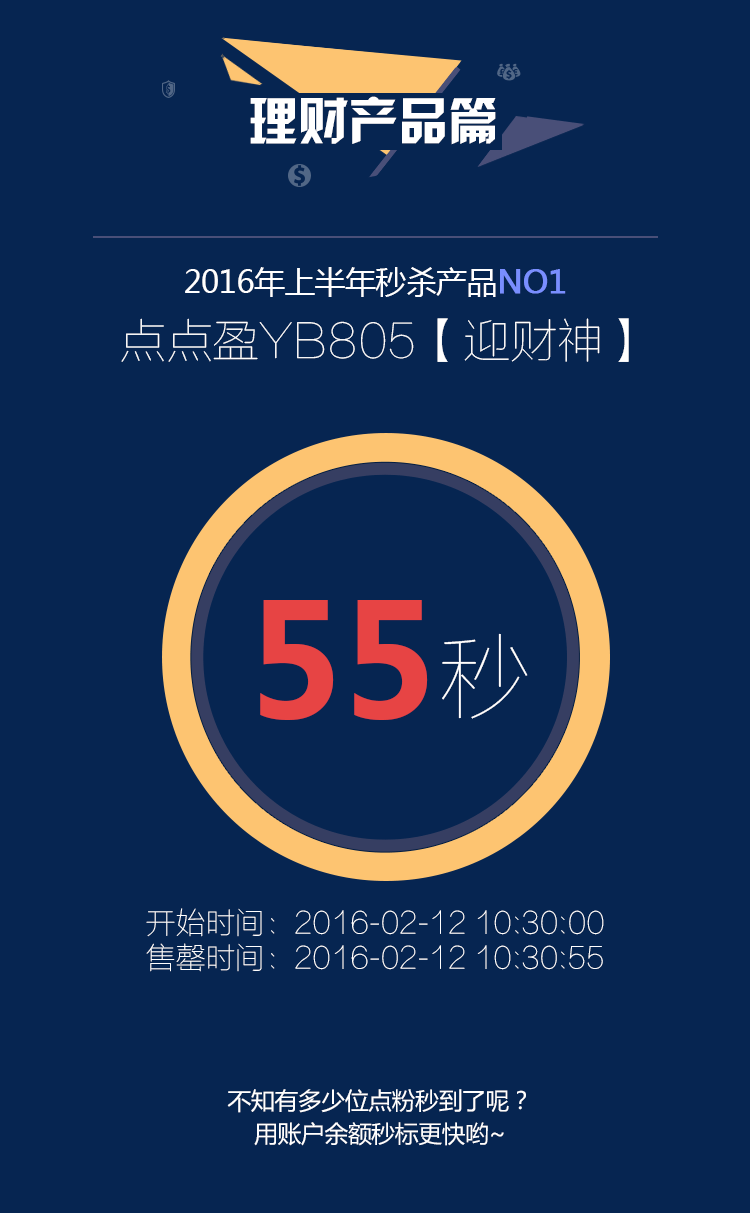 理财产品篇
2016年上半年秒杀产品NO1
点点盈YB805【迎财神】
55秒
开始时间：2016-02-12 10:30:00
售罄时间：2016-02-12 10:30:55
不知有多少位点粉秒到了呢？
用账户余额秒标更快哟~